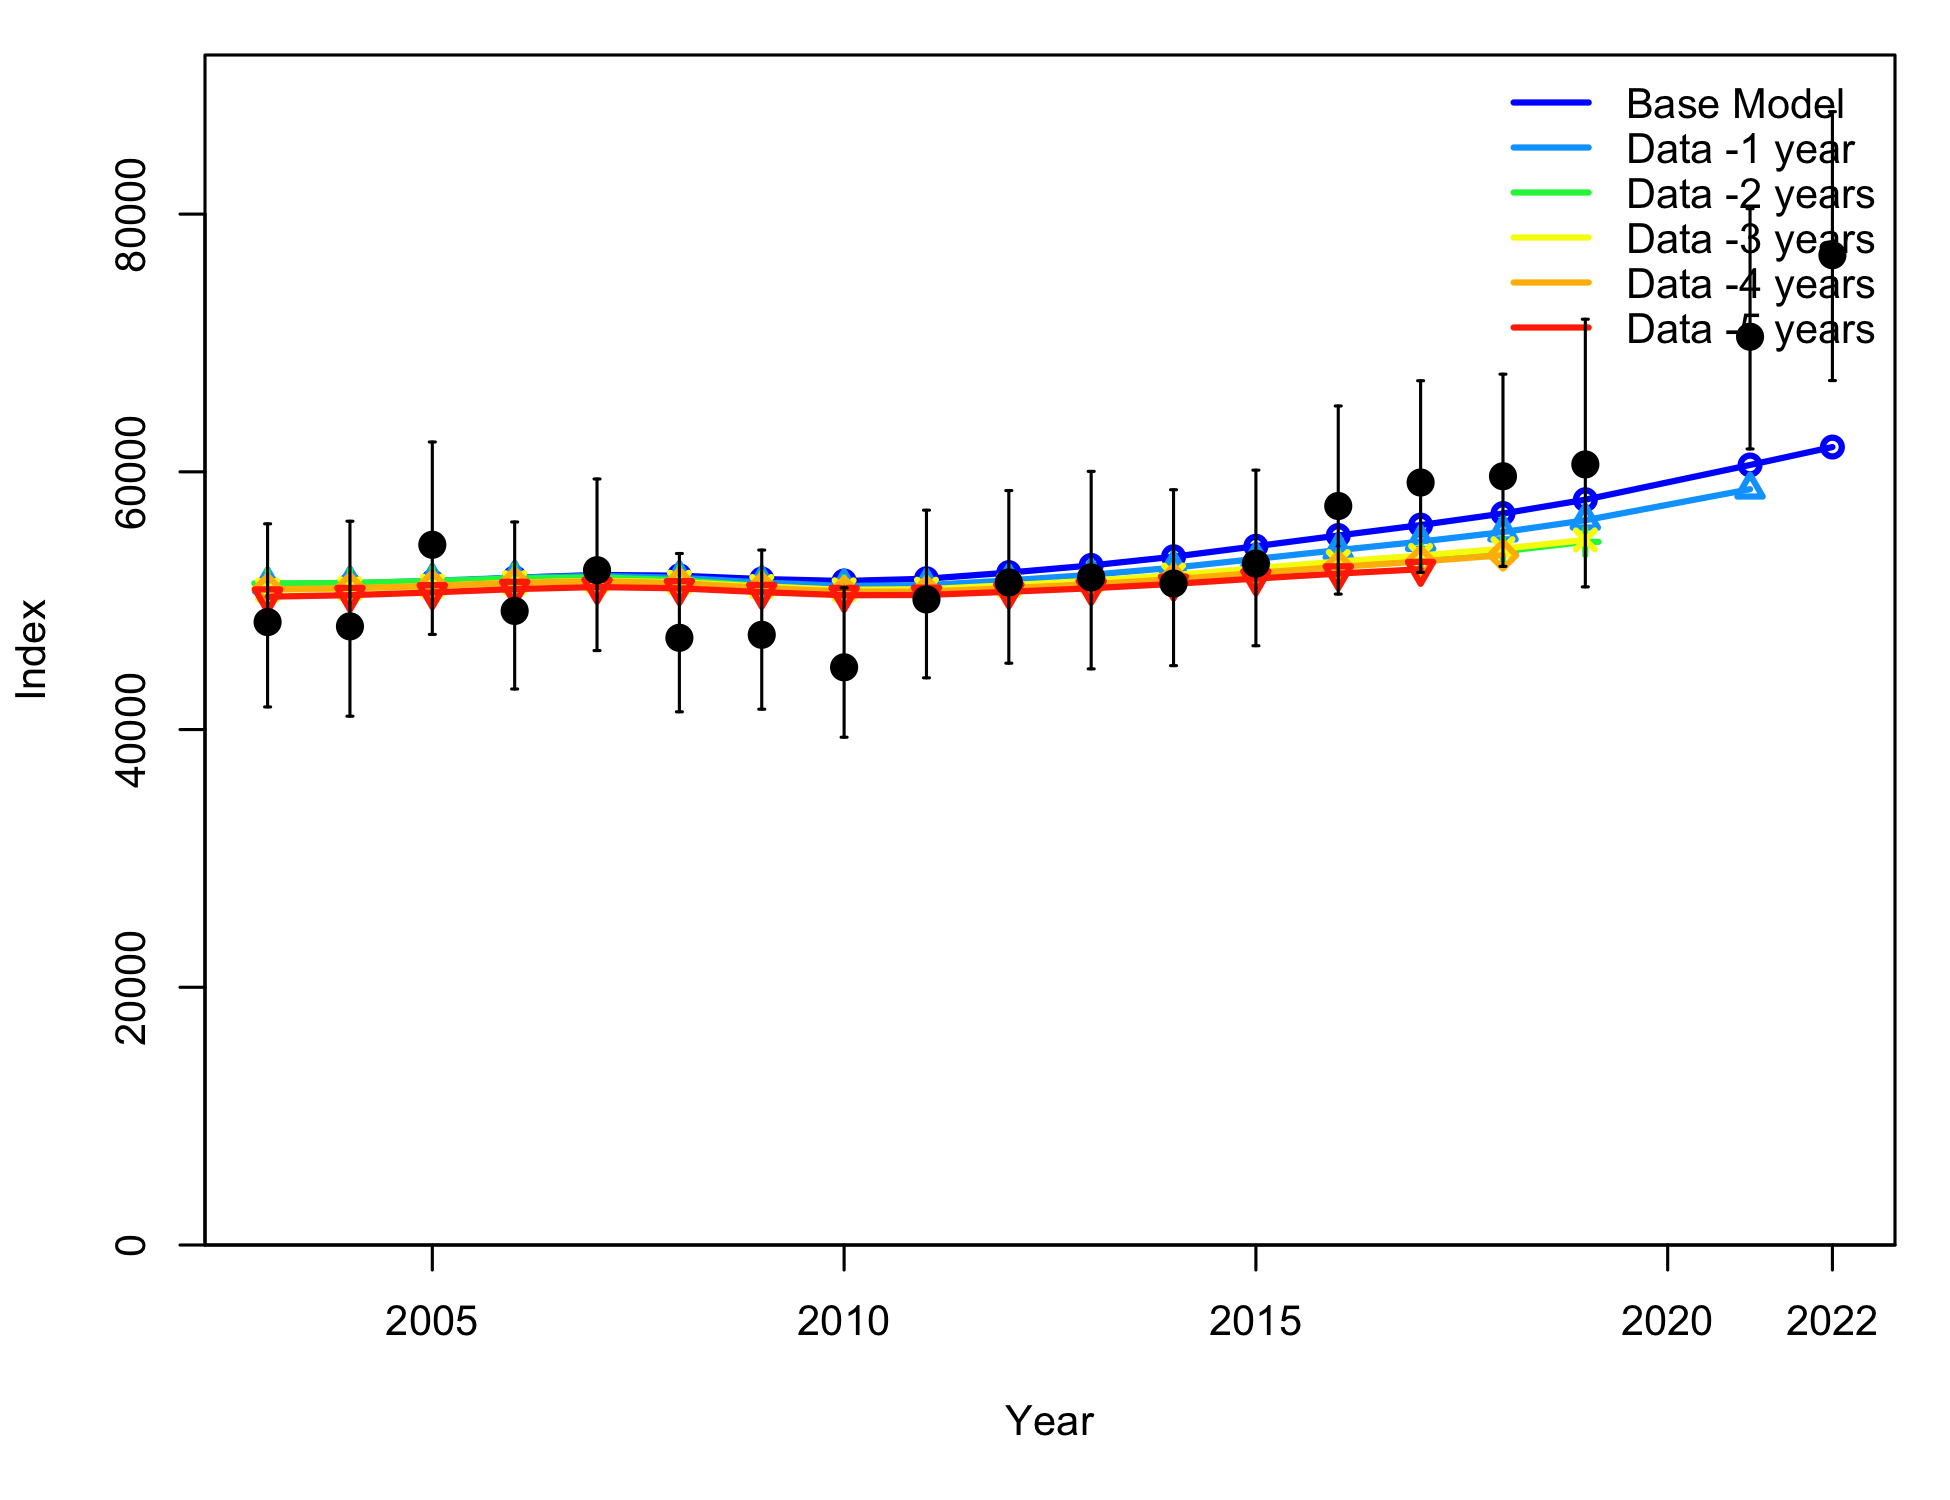 Base Model
Data -1 year
Data -2 years
Data -3 years
Data -4 years
Data -5 years
80000
60000
40000
20000
0
Index
2005 2010 2015 2020 2022
Year